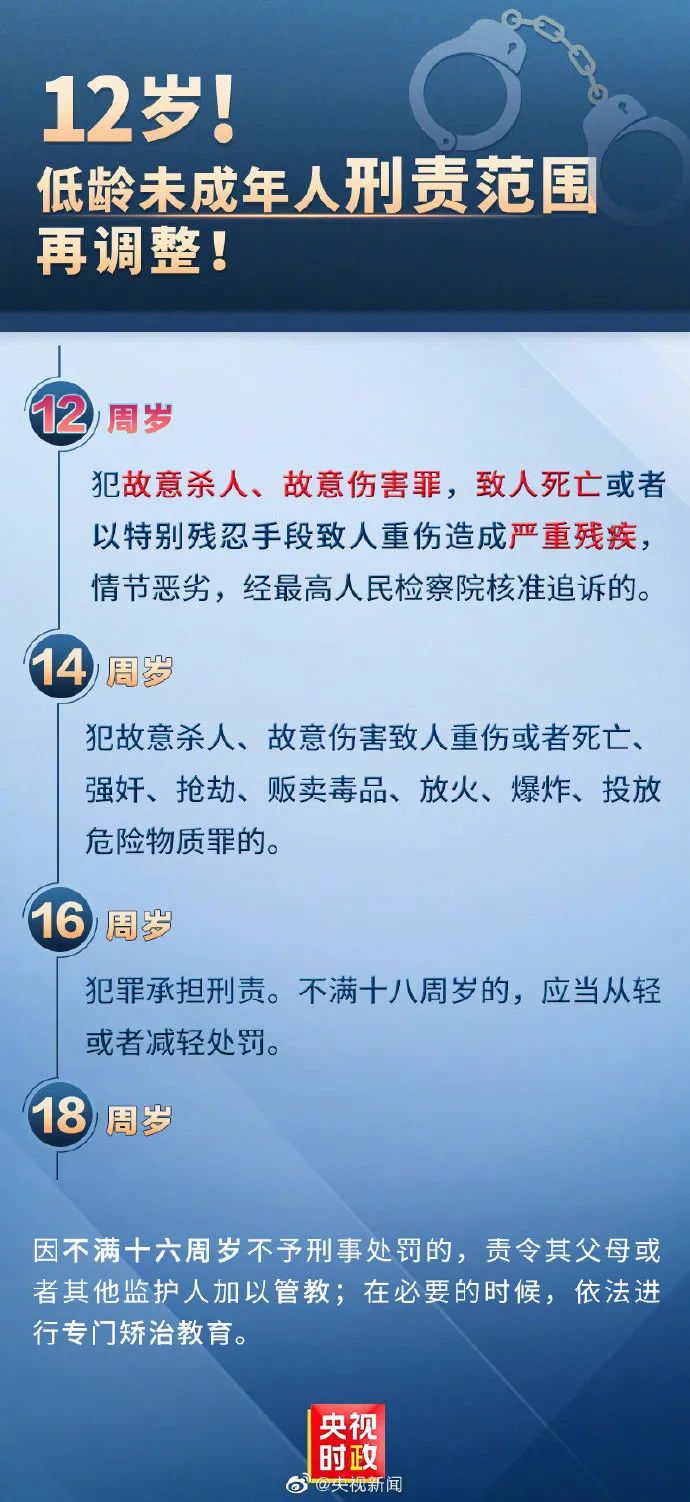 12岁！
低龄未成年人刑责范围
再调整！
12 周岁
犯故意杀人、故意伤害罪，致人死亡或者
以特别残忍手段致人重伤造成严重残疾，
情节恶劣，经最高人民检察院核准追诉的。
14 周岁
犯故意杀人、故意伤害致人重伤或者死亡、
强奸、抢劫、贩卖毒品、放火、爆炸、投放
危险物质罪的。
16 周岁
犯罪承担刑责。不满十八周岁的，应当从轻
或者减轻处罚。
18 周岁
因不满十六周岁不予刑事处罚的，责令其父母或
者其他监护人加以管教；在必要的时候，依法进
行专门矫治教育。
央视
时政
@央视新闻